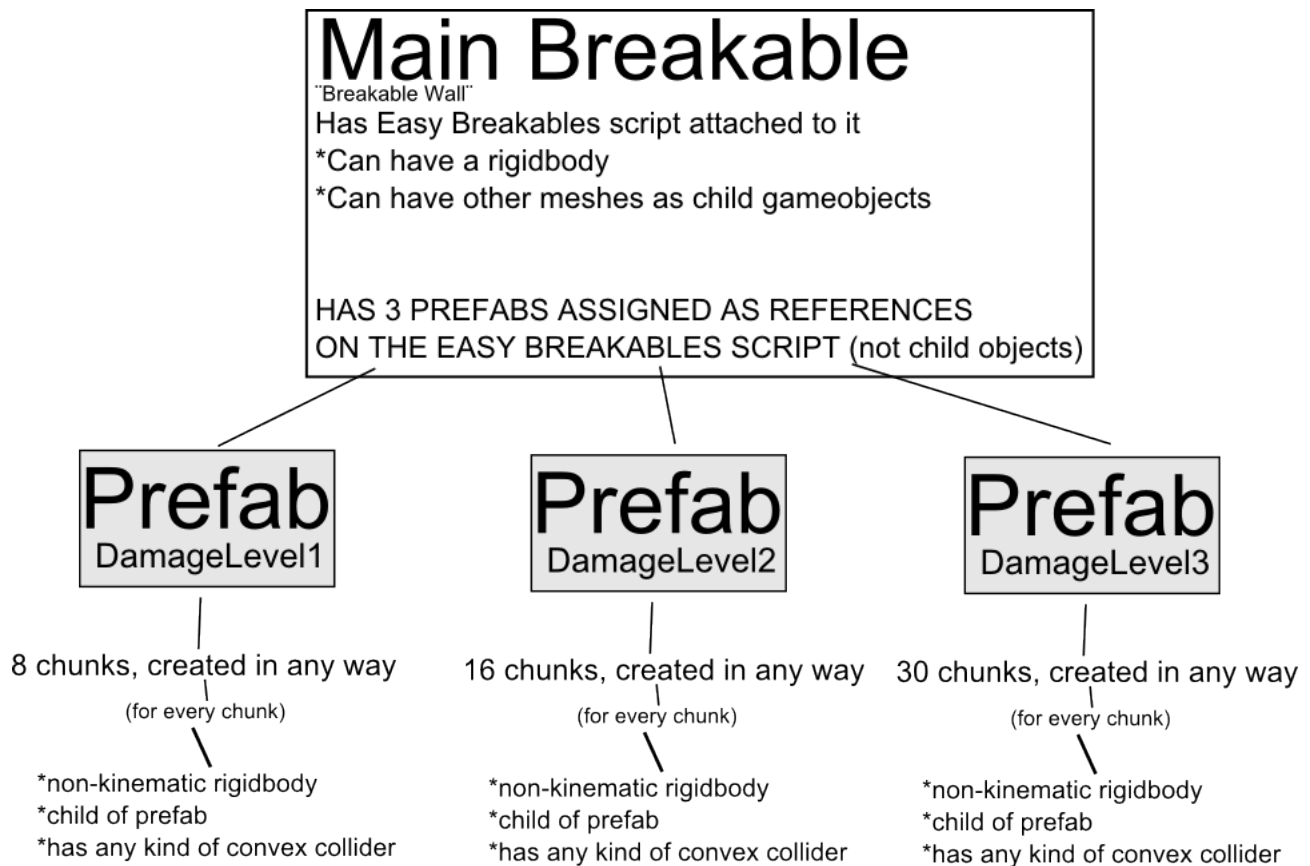 Main Breakable
¨Breakable Wall¨
Has Easy Breakables script attached to it
*Can have a rigidbody
*Can have other meshes as child gameobjects
HAS 3 PREFABS ASSIGNED AS REFERENCES
ON THE EASY BREAKABLES SCRIPT (not child objects)
Prefab
DamageLevel1
8 chunks, created in any way
(for every chunk)
*non-kinematic rigidbody
*child of prefab
*has any kind of convex collider
Prefab
DamageLevel2
16 chunks, created in any way
(for every chunk)
*non-kinematic rigidbody
*child of prefab
*has any kind of convex collider
Prefab
DamageLevel3
30 chunks, created in any way
(for every chunk)
*non-kinematic rigidbody
*child of prefab
*has any kind of convex collider